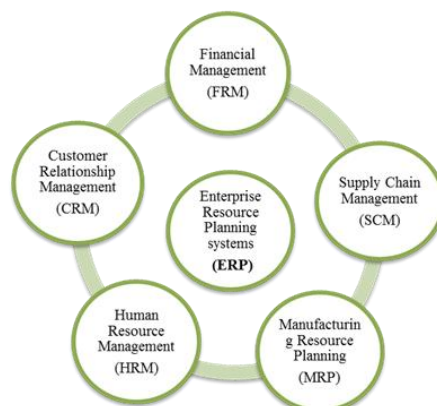 Financial
Management
(FRM)
Customer
Relationship
Management
(CRM)
Enterprise
Resource
Planning
systems
(ERP)
Supply Chain
Management
(SCM)
Human
Resource
Management
(HRM)
Manufacturin
g Resource
Planning
(MRP)